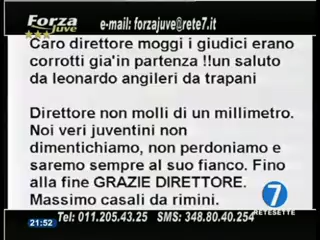 Forza
Juve
e-mail: forzajuve@rete7.it
Caro direttore moggi i giudici erano
corrotti gia'in partenza !!un saluto
da leonardo angileri da trapani
Direttore non molli di un millimetro.
Noi veri juventini non
dimentichiamo, non perdoniamo e
saremo sempre al suo fianco. Fino
alla fine GRAZIE DIRETTORE.
Massimo casali da rimini.
7
RETESETTE
21:52
Tel: 011.205.43.25 SMS: 348.80.40.254